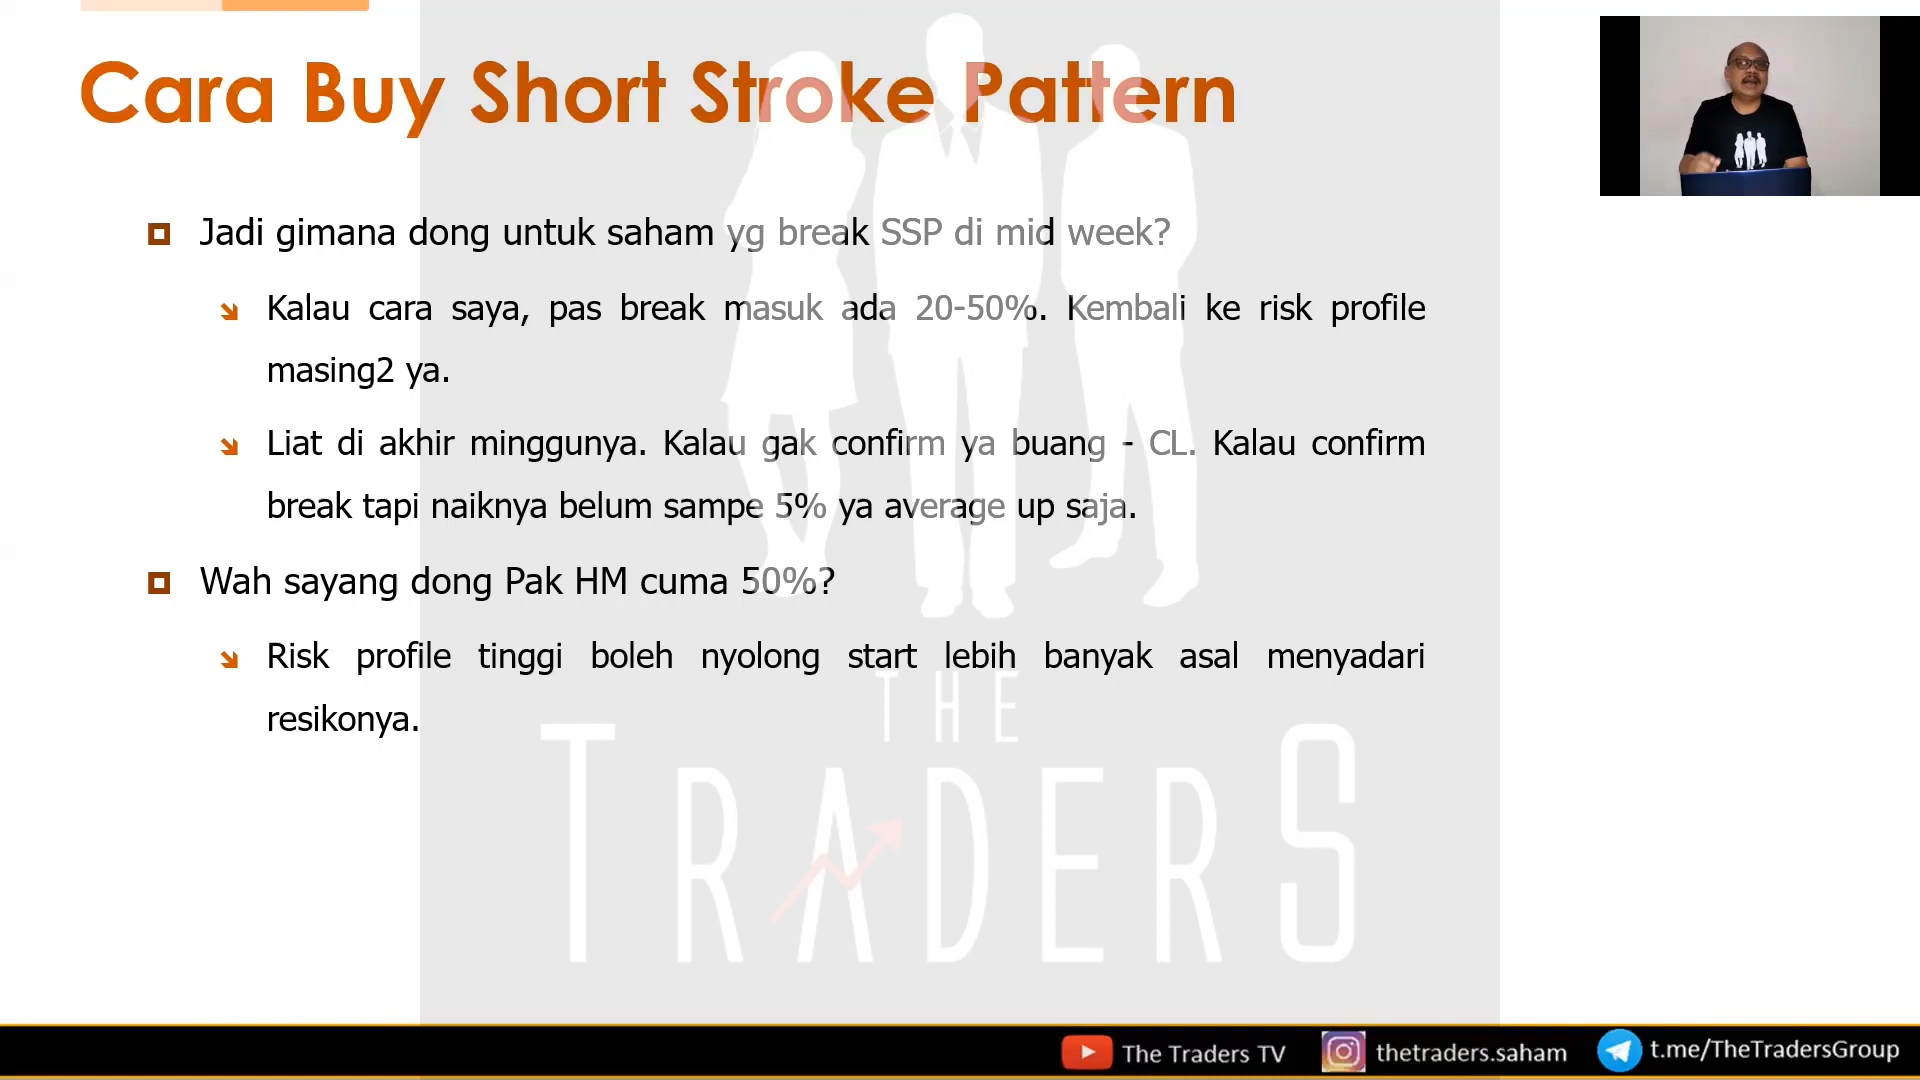 Cara Buy Short Stroke Pattern
Jadi gimana dong untuk saham yg break SSP di mid week?
Kalau cara saya, pas break masuk ada 20-50%. Kembali ke risk profile
masing2 ya.
Liat di akhir minggunya. Kalau gak confirm ya buang - CL. Kalau confirm
break tapi naiknya belum sampe 5% ya average up saja.
Wah sayang dong Pak HM cuma 50%?
Risk profile tinggi boleh nyolong start lebih banyak asal menyadari
resikonya.
THE
TRADERS
The Traders TV
thetraders.saham
t.me/TheTradersGroup